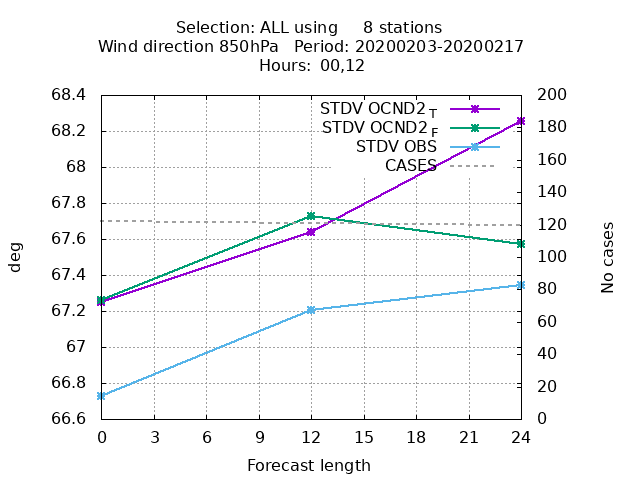 Selection: ALL using     8 stations
Wind direction 850hPa   Period: 20200203-20200217
Hours:  00,12
STDV OCND2 T
STDV OCND2 F
STDV OBS
CASES
68.4
68.2
68
67.8
67.6
67.4
67.2
67
66.8
66.6
deg
200
180
160
140
120
100
80
60
40
20
0
No cases
0 3 6 9 12 15 18 21 24
Forecast length